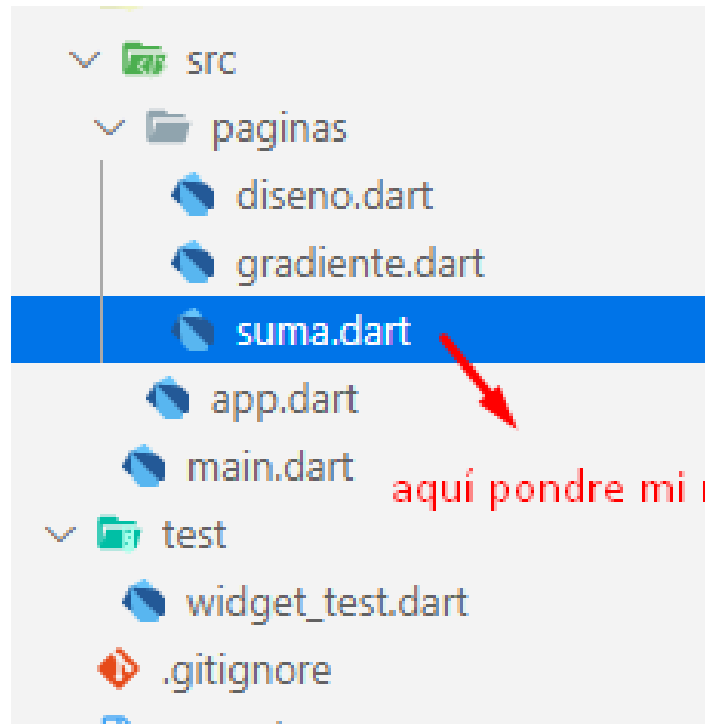 src
paginas
diseno.dart
gradiente.dart
suma.dart
app.dart
main.dart
aquí pondre mi
test
widget_test.dart
.gitignore